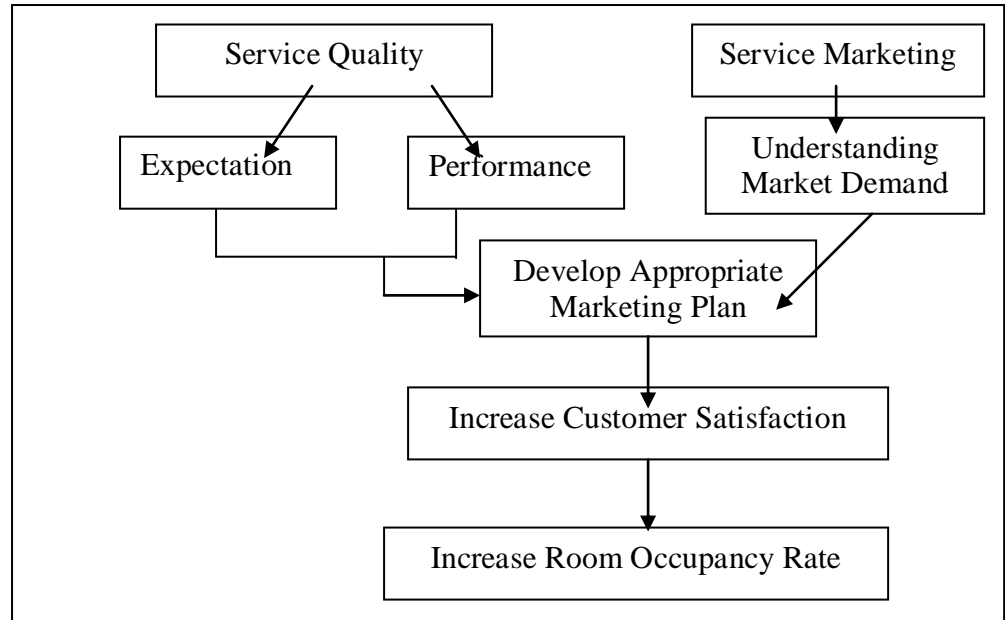 Service Quality
Service Marketing
Expectation
Performance
Understanding
Market Demand
Develop Appropriate
Marketing Plan
Increase Customer Satisfaction
Increase Room Occupancy Rate